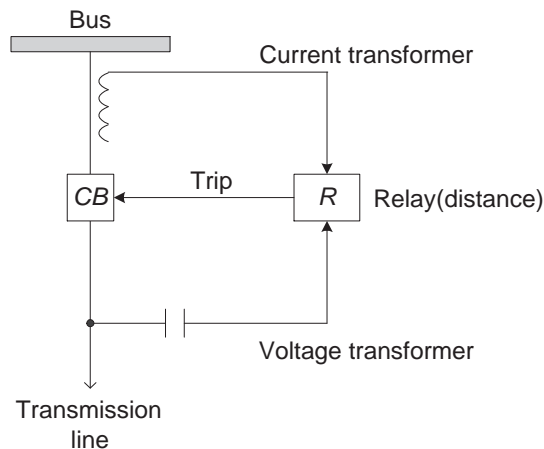 Bus
Current transformer
CB
Trip
R
Relay(distance)
Voltage transformer
Transmission
line